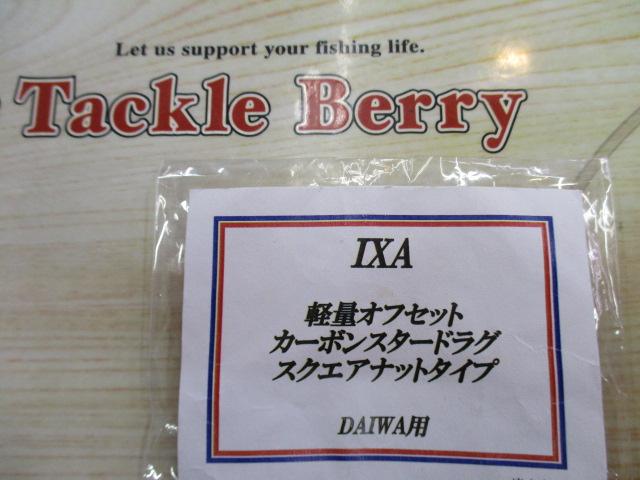 Let us support your fishing life.
Tackle Berry
IXA
軽量オフセット
カーボンスタードラグ
スクエアナットタイプ
DAIWA用